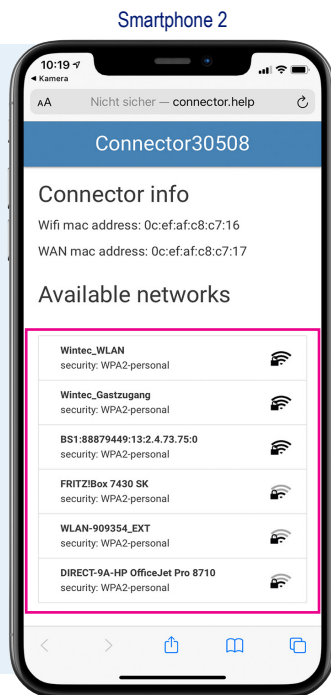 Smartphone 2
10:19
◀ Kamera
AA Nicht sicher — connector.help
Connector30508
Connector info
Wifi mac address: 0c:ef:af:c8:c7:16
WAN mac address: 0c:ef:af:c8:c7:17
Available networks
Wintec_WLAN
security: WPA2-personal
Wintec_Gastzugang
security: WPA2-personal
BS1:88879449:13:2.4.73.75:0
security: WPA2-personal
FRITZ!Box 7430 SK
security: WPA2-personal
WLAN-909354_EXT
security: WPA2-personal
DIRECT-9A-HP OfficeJet Pro 8710
security: WPA2-personal